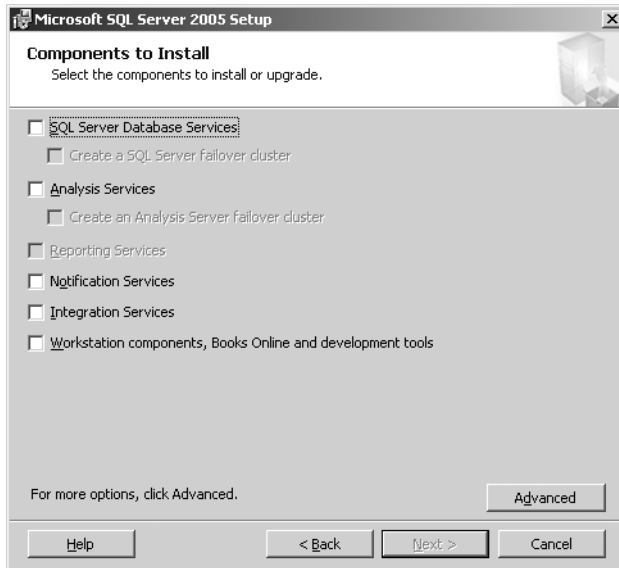 Microsoft SQL Server 2005 Setup
Components to Install
Select the components to install or upgrade.
SQL Server Database Services
Create a SQL Server failover cluster
Analysis Services
Create an Analysis Server failover cluster
Reporting Services
Notification Services
Integration Services
Workstation components, Books Online and development tools
For more options, click Advanced.
Advanced
Help
< Back
Next >
Cancel